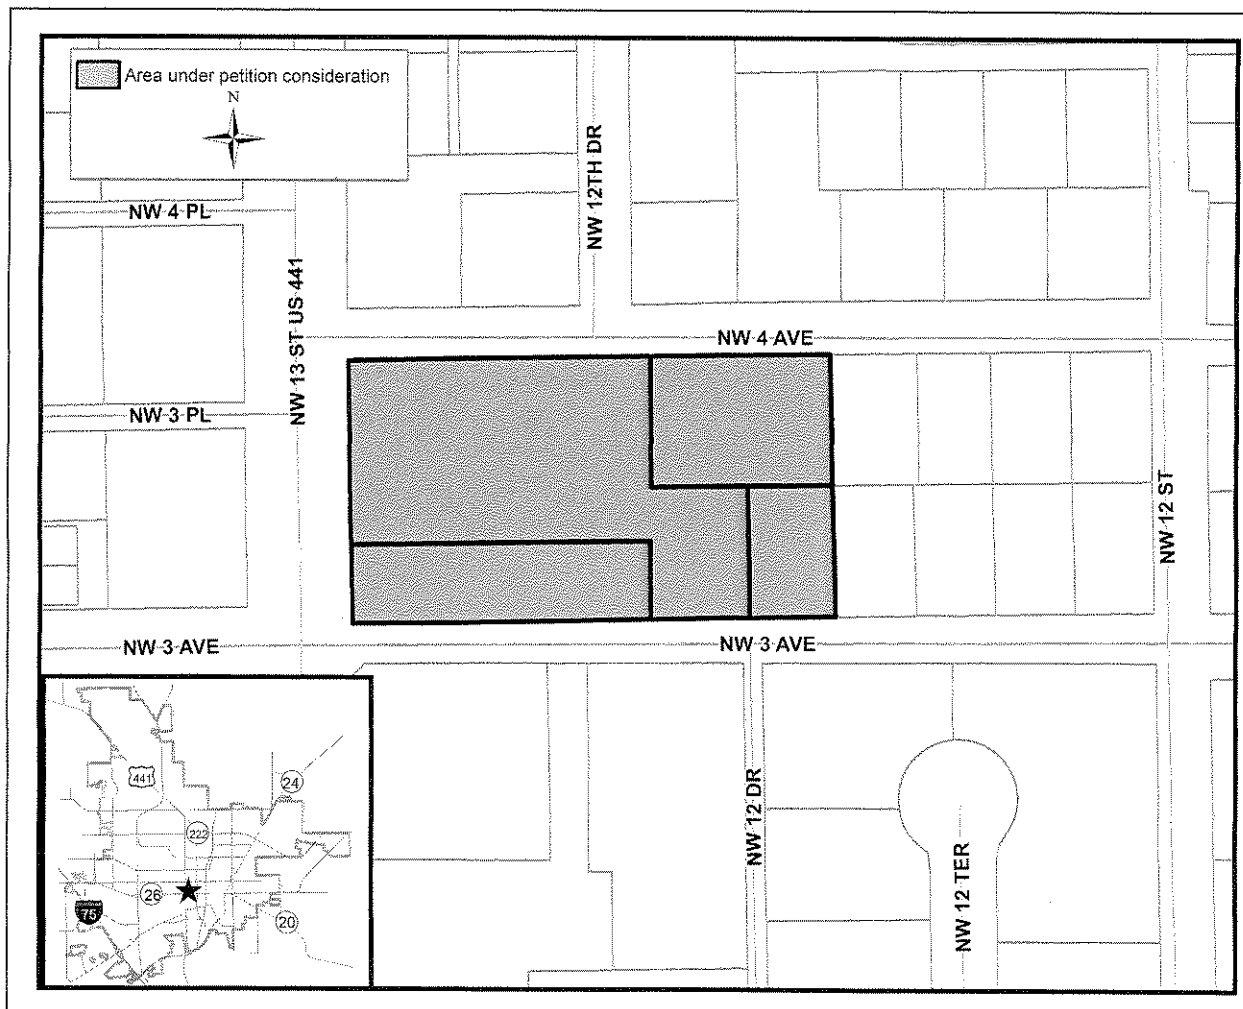 Area under petition consideration
N
NW 12TH DR
NW 4 PL
NW 13 ST US 441
NW 4 AVE
NW 3 PL
NW 12 ST
NW 3 AVE
NW 3 AVE
441
24
222
26
75
20
NW 12 DR
NW 12 TER